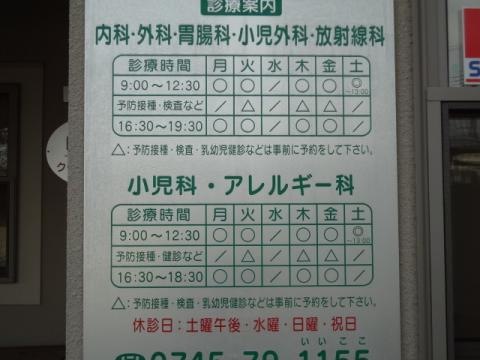 診療案内
内科・外科・胃腸科・小児外科・放射線科
診療時間 月 火 水 木 金 土
9:00〜12:30 ○ ○ ／ ○ ○ ◎〜13:00
予防接種・検査など ／ △ ／ △ △ ／
16:30〜19:30 ○ ○ ／ ○ ○ ／
△:予防接種・検査・乳幼児健診などは事前に予約をして下さい。
小児科・アレルギー科
診療時間 月 火 水 木 金 土
9:00〜12:30 ○ ○ ／ ○ ○ ◎〜13:00
予防接種・健診など ／ △ ／ △ △ ／
16:30〜18:30 ○ ○ ／ ○ ○ ／
△:予防接種・検査・乳幼児健診などは事前に予約をして下さい。
休診日:土曜午後・水曜・日曜・祝日
いいここ
0745-79-1155
S